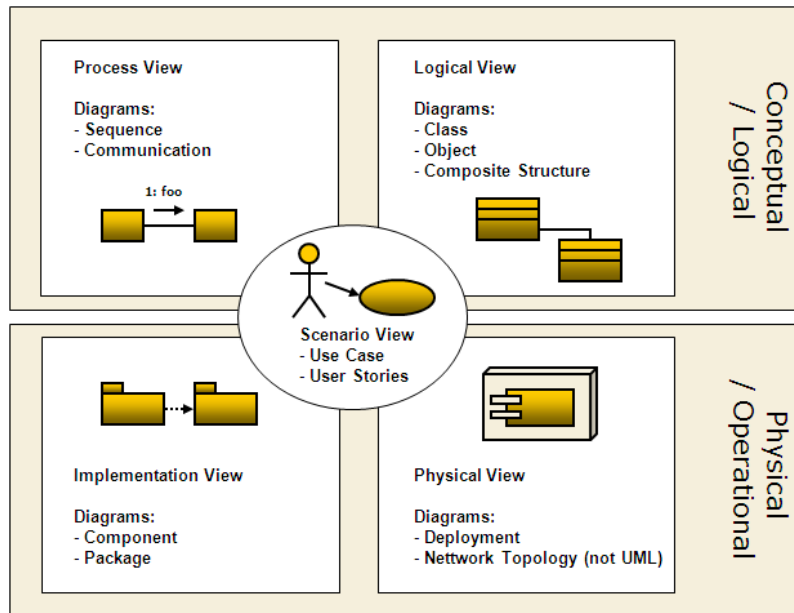 Process View
Diagrams:
- Sequence
- Communication
1: foo
Logical View
Diagrams:
- Class
- Object
- Composite Structure
Conceptual
/ Logical
Scenario View
- Use Case
- User Stories
Implementation View
Diagrams:
- Component
- Package
Physical View
Diagrams:
- Deployment
- Nettwork Topology (not UML)
Physical
/ Operational